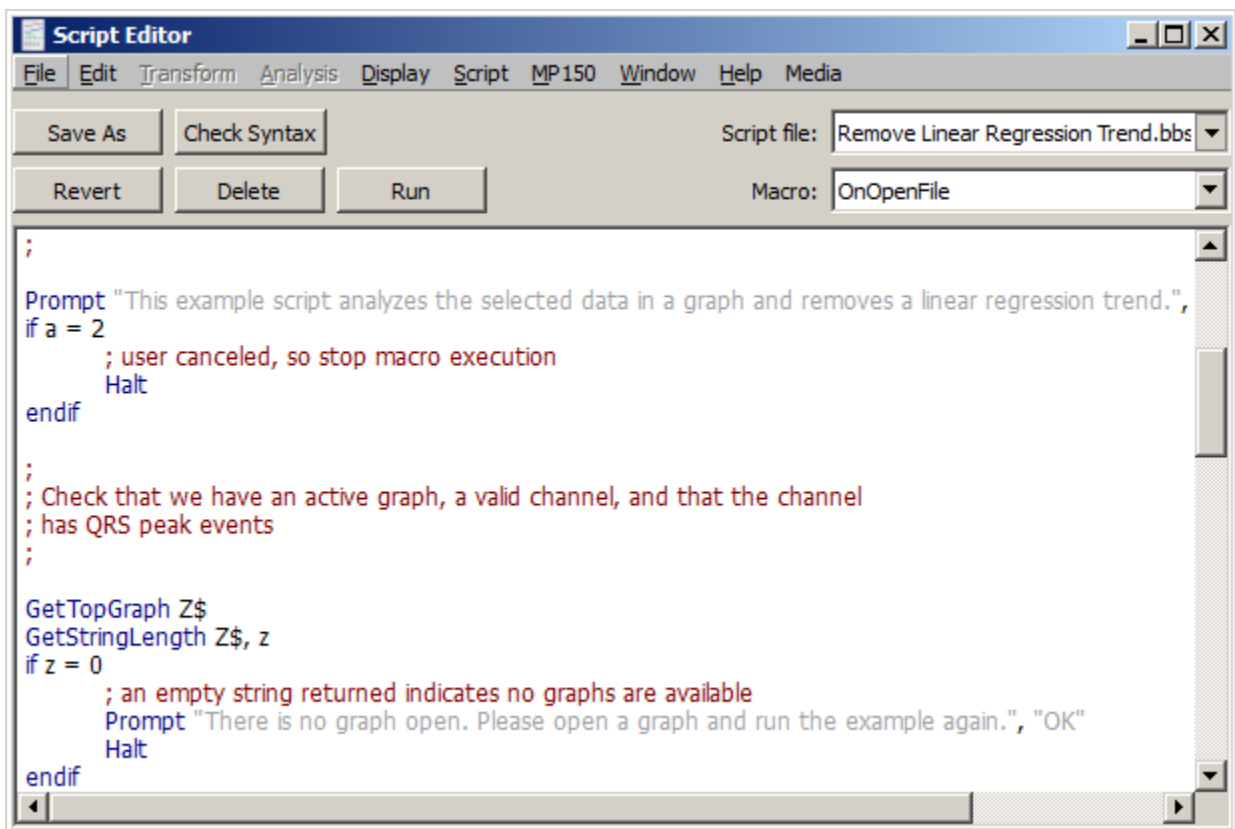 Script Editor
File Edit Transform Analysis Display Script MP150 Window Help Media
Save As Check Syntax Script file: Remove Linear Regression Trend.bbs
Revert Delete Run Macro: OnOpenFile
;
Prompt "This example script analyzes the selected data in a graph and removes a linear regression trend.",
if a = 2
; user canceled, so stop macro execution
Halt
endif
;
; Check that we have an active graph, a valid channel, and that the channel
; has QRS peak events
;
GetTopGraph Z$
GetStringLength Z$, z
if z = 0
; an empty string returned indicates no graphs are available
Prompt "There is no graph open. Please open a graph and run the example again.", "OK"
Halt
endif